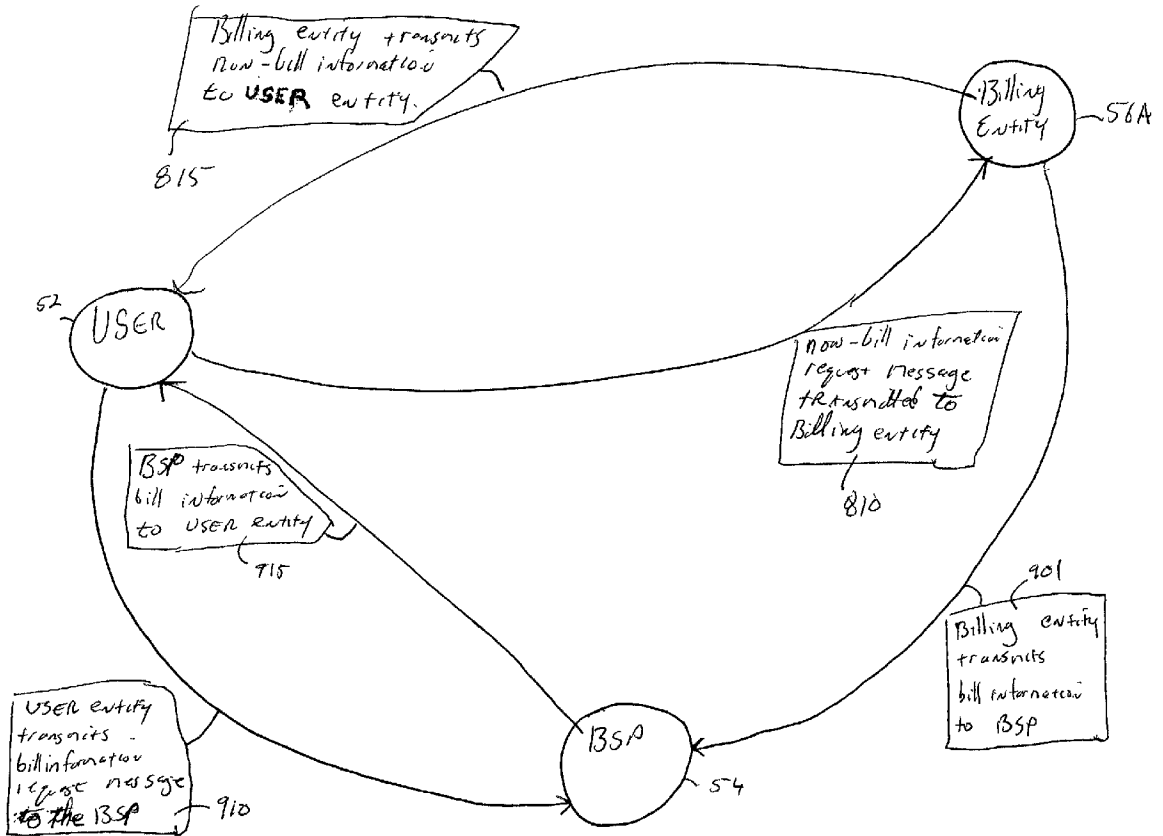 Billing entity transmits
non-bill information
to USER entity.
815
Billing
Entity
56A
52
USER
non-bill information
request message
transmitted to
Billing entity
810
BSP transmits
bill information
to USER entity
915
901
Billing entity
transmits
bill information
to BSP
BSP
54
USER entity
transmits
bill information
request message
to the BSP
910